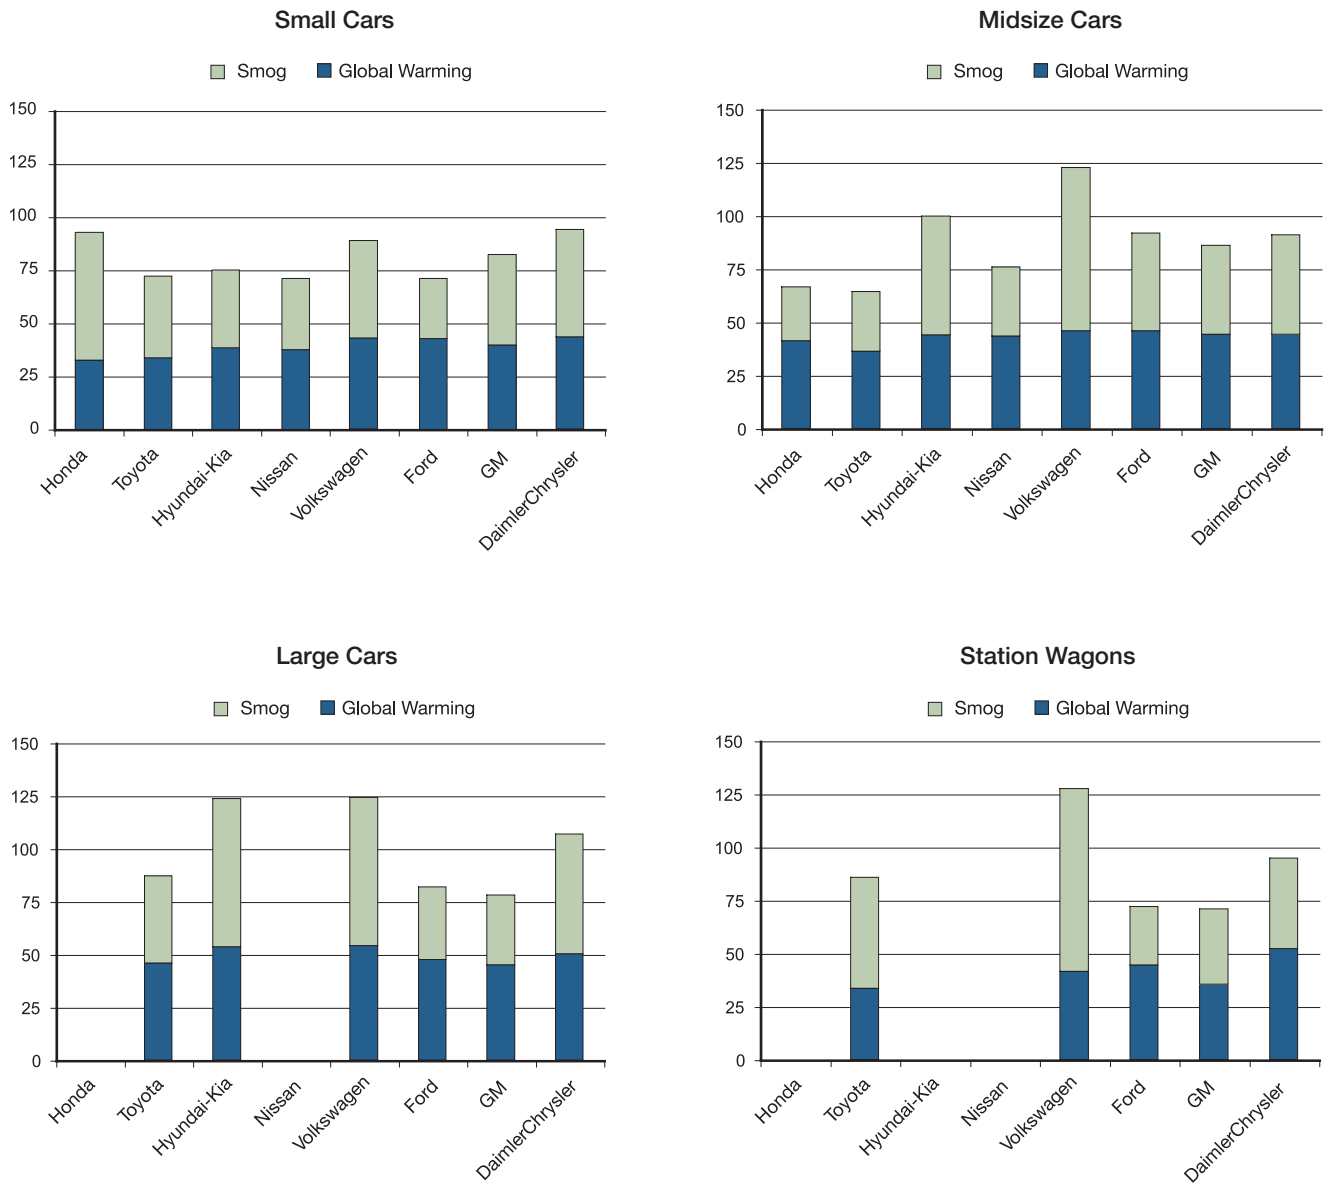 Small Cars
Smog Global Warming
150
125
100
75
50
25
0
Honda
Toyota
Hyundai-Kia
Nissan
Volkswagen
Ford
GM
DaimlerChrysler
Midsize Cars
Smog Global Warming
150
125
100
75
50
25
0
Honda
Toyota
Hyundai-Kia
Nissan
Volkswagen
Ford
GM
DaimlerChrysler
Large Cars
Smog Global Warming
150
125
100
75
50
25
0
Honda
Toyota
Hyundai-Kia
Nissan
Volkswagen
Ford
GM
DaimlerChrysler
Station Wagons
Smog Global Warming
150
125
100
75
50
25
0
Honda
Toyota
Hyundai-Kia
Nissan
Volkswagen
Ford
GM
DaimlerChrysler